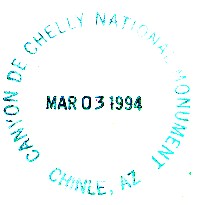 CANYON DE CHELLY NATIONAL MONUMENT
MAR 03 1994
CHINLE, AZ